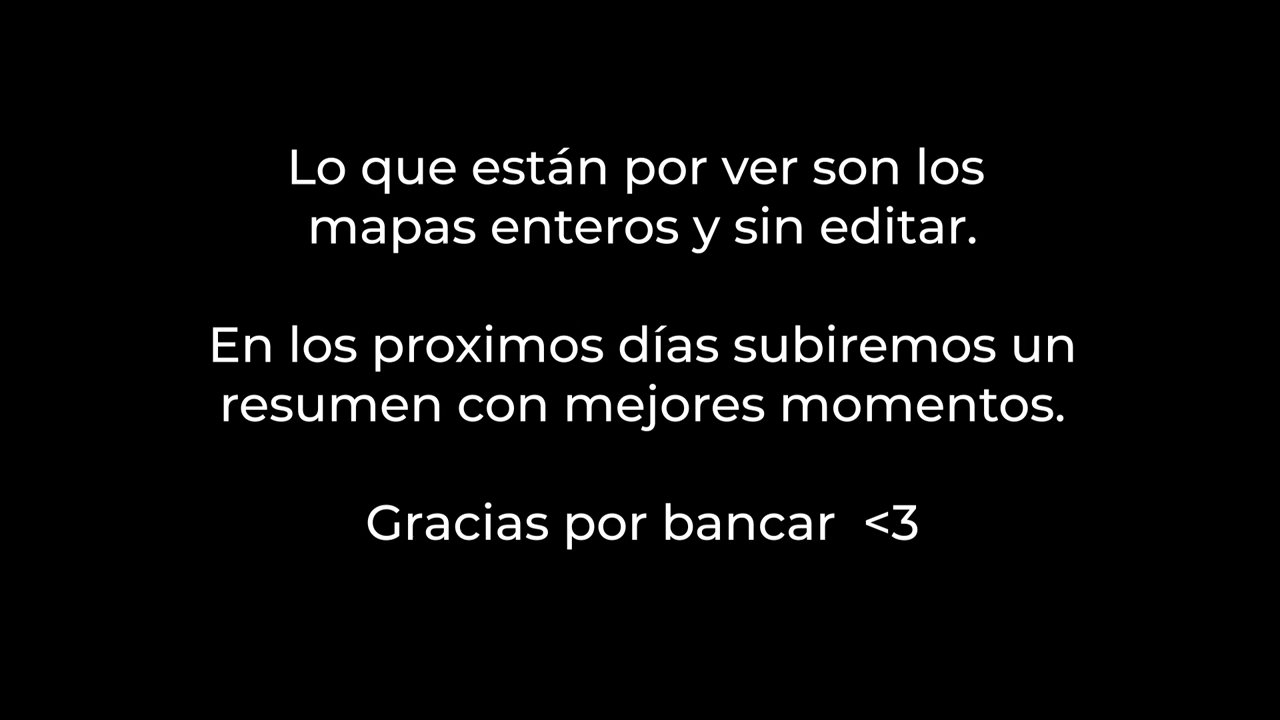 Lo que están por ver son los
mapas enteros y sin editar.
En los proximos días subiremos un
resumen con mejores momentos.
Gracias por bancar <3